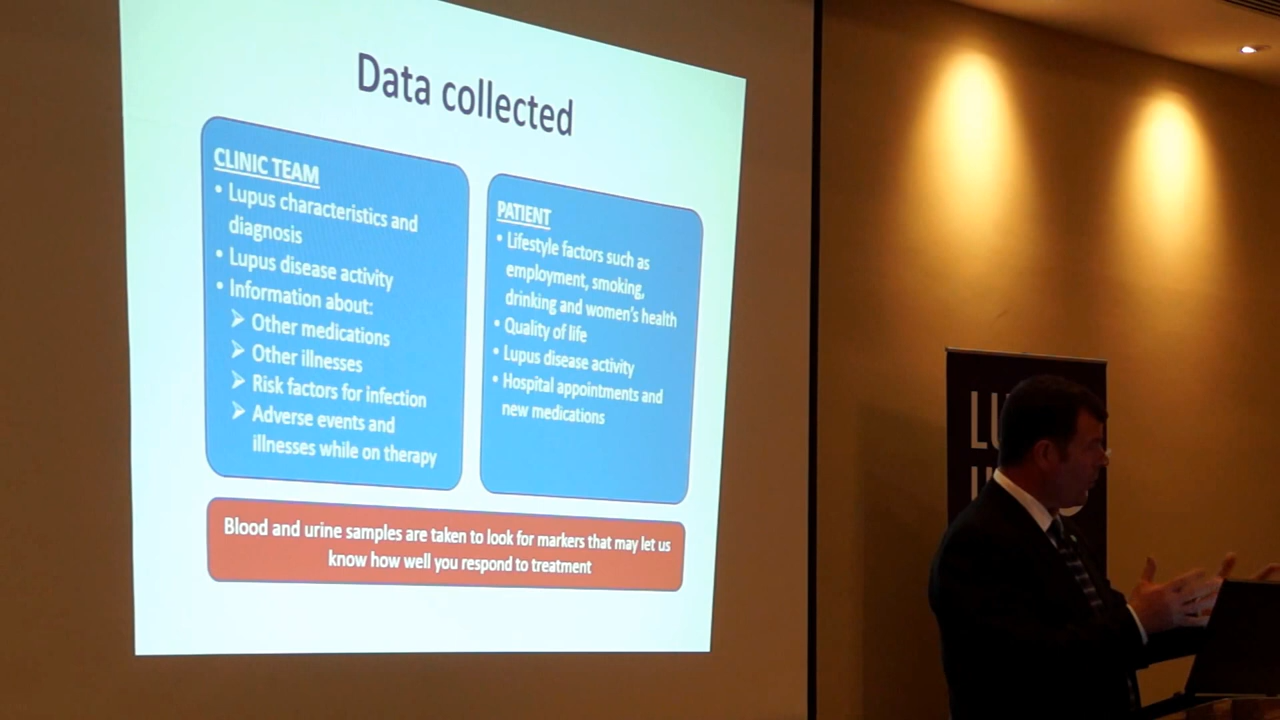 Data collected
CLINIC TEAM
• Lupus characteristics and
diagnosis
• Lupus disease activity
• Information about:
➢ Other medications
➢ Other illnesses
➢ Risk factors for infection
➢ Adverse events and
illnesses while on therapy
PATIENT
• Lifestyle factors such as
employment, smoking,
drinking and women's health
• Quality of life
• Lupus disease activity
• Hospital appointments and
new medications
Blood and urine samples are taken to look for markers that may let us
know how well you respond to treatment